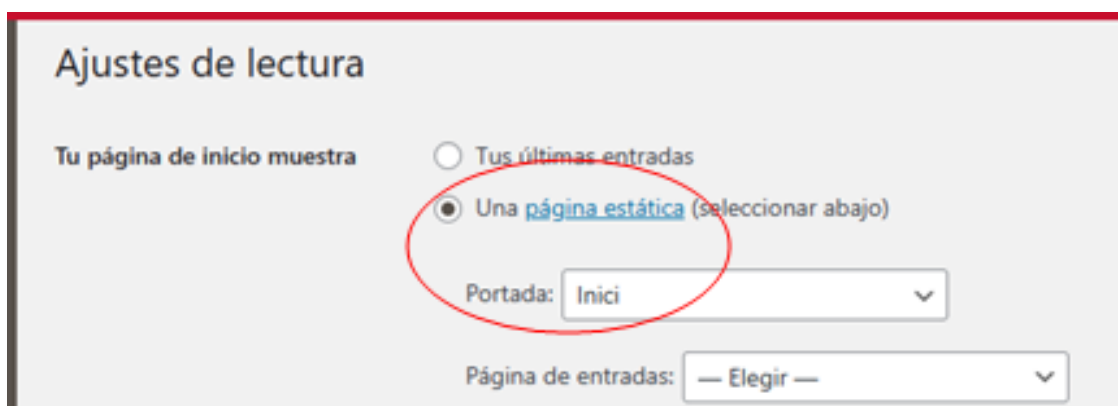 Ajustes de lectura
Tu página de inicio muestra
Tus últimas entradas
Una página estática (seleccionar abajo)
Portada: Inici
Página de entradas: — Elegir —